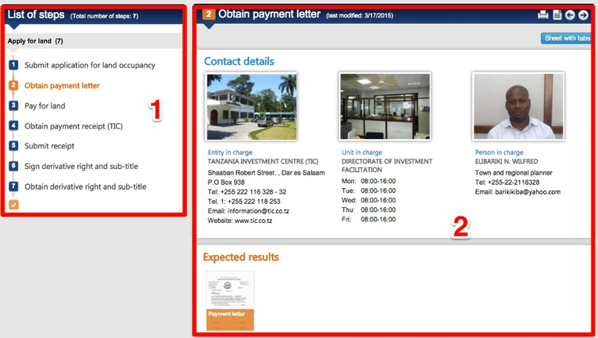 List of steps (Total number of steps: 7)
Apply for land (7)
1 Submit application for land occupancy
2 Obtain payment letter
3 Pay for land
4 Obtain payment receipt (TIC)
5 Submit receipt
6 Sign derivative right and sub-title
7 Obtain derivative right and sub-title
1
2 Obtain payment letter (last modified: 3/17/2015)
Sheet with tabs
Contact details
Entity in charge
TANZANIA INVESTMENT CENTRE (TIC)
Shaaban Robert Street. , Dar es Salaam
P.O Box 938
Tel: +255 222 116 328 - 32
Tel. 1: +255 222 118 253
Email: information@tic.co.tz
Website: www.tic.co.tz
Unit in charge
DIRECTORATE OF INVESTMENT
FACILITATION
Mon: 08:00-16:00
Tue: 08:00-16:00
Wed: 08:00-16:00
Thu: 08:00-16:00
Fri: 08:00-16:00
Person in charge
ELIBARIKI N. WILFRED
Town and regional planner
Tel: +255-22-2116328
Email: barikikiba@yahoo.com
2
Expected results
Payment letter